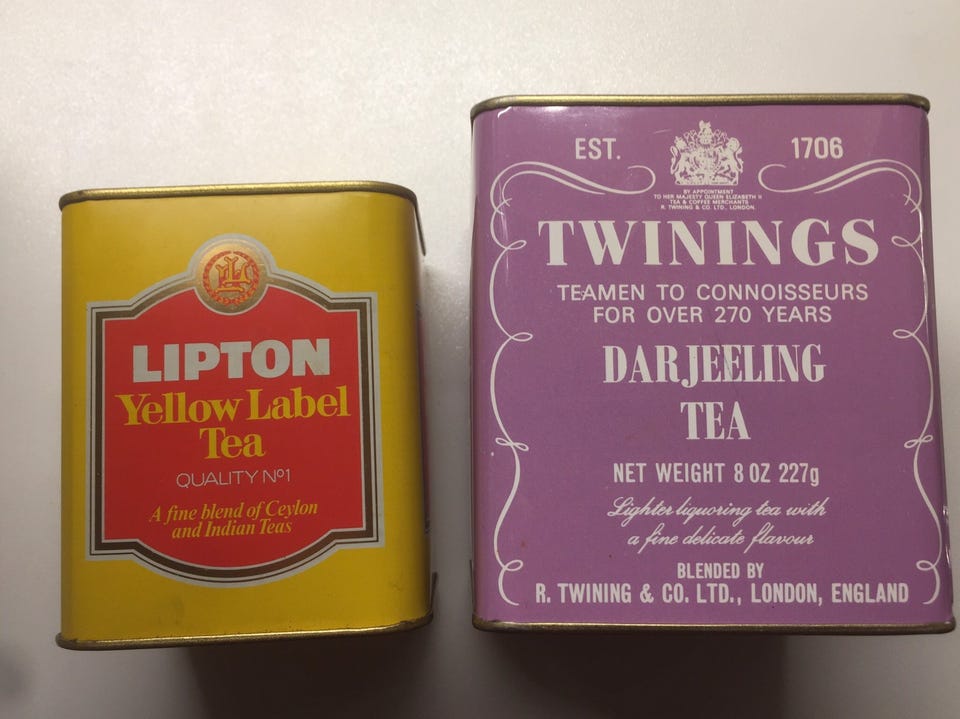 LIPTON
Yellow Label
Tea
QUALITY Nº1
A fine blend of Ceylon
and Indian Teas
EST. 1706
BY APPOINTMENT
TO HER MAJESTY QUEEN ELIZABETH II
TEA & COFFEE MERCHANTS
R. TWINING & CO. LTD., LONDON.
TWININGS
TEAMEN TO CONNOISSEURS
FOR OVER 270 YEARS
DARJEELING
TEA
NET WEIGHT 8 OZ 227g
Lighter liquoring tea with
a fine delicate flavour
BLENDED BY
R. TWINING & CO. LTD., LONDON, ENGLAND